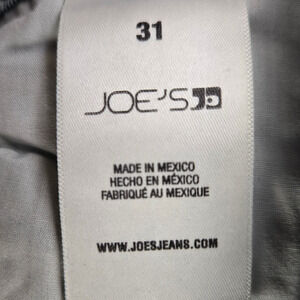 31
JOE'S
MADE IN MEXICO
HECHO EN MÉXICO
FABRIQUÉ AU MEXIQUE
WWW.JOESJEANS.COM